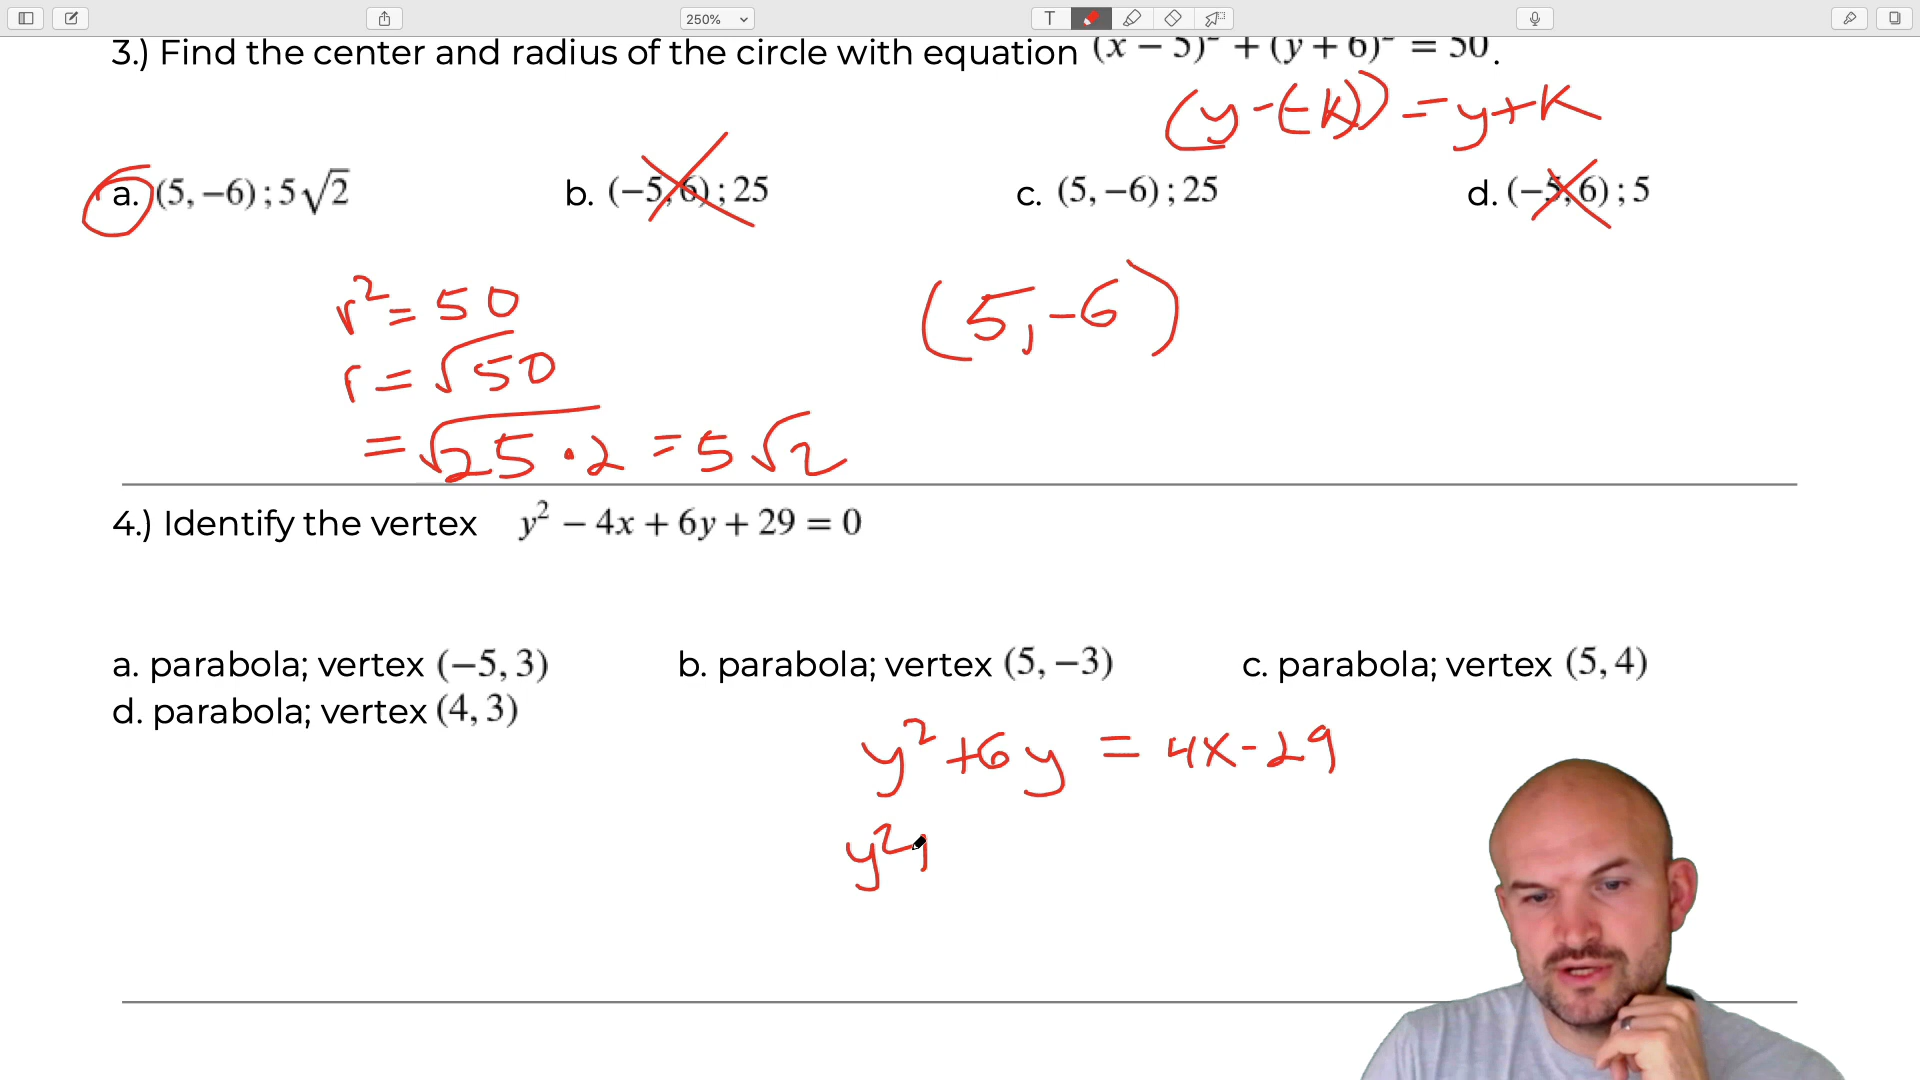 250%
T
3.) Find the center and radius of the circle with equation (x − 5)² + (y + 6)² = 50.
(y-(-k)) = y+k
a. (5, −6) ; 5√2 b. (−5, 6) ; 25 c. (5, −6) ; 25 d. (−5, 6) ; 5
r² = 50
(5, -6)
r = √50
= √25 · 2 = 5√2
4.) Identify the vertex y² − 4x + 6y + 29 = 0
a. parabola; vertex (−5, 3) b. parabola; vertex (5, −3) c. parabola; vertex (5, 4)
d. parabola; vertex (4, 3)
y² + 6y = 4x - 29
y²